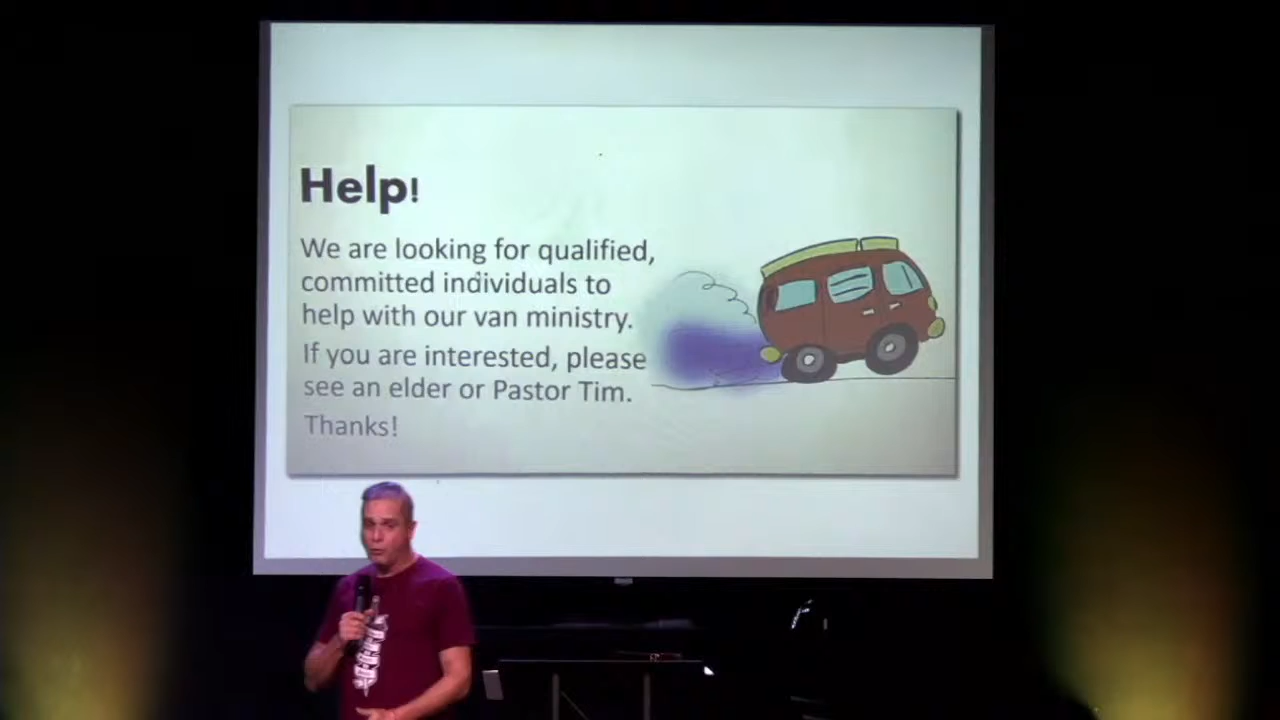 Help!
We are looking for qualified,
committed individuals to
help with our van ministry.
If you are interested, please
see an elder or Pastor Tim.
Thanks!